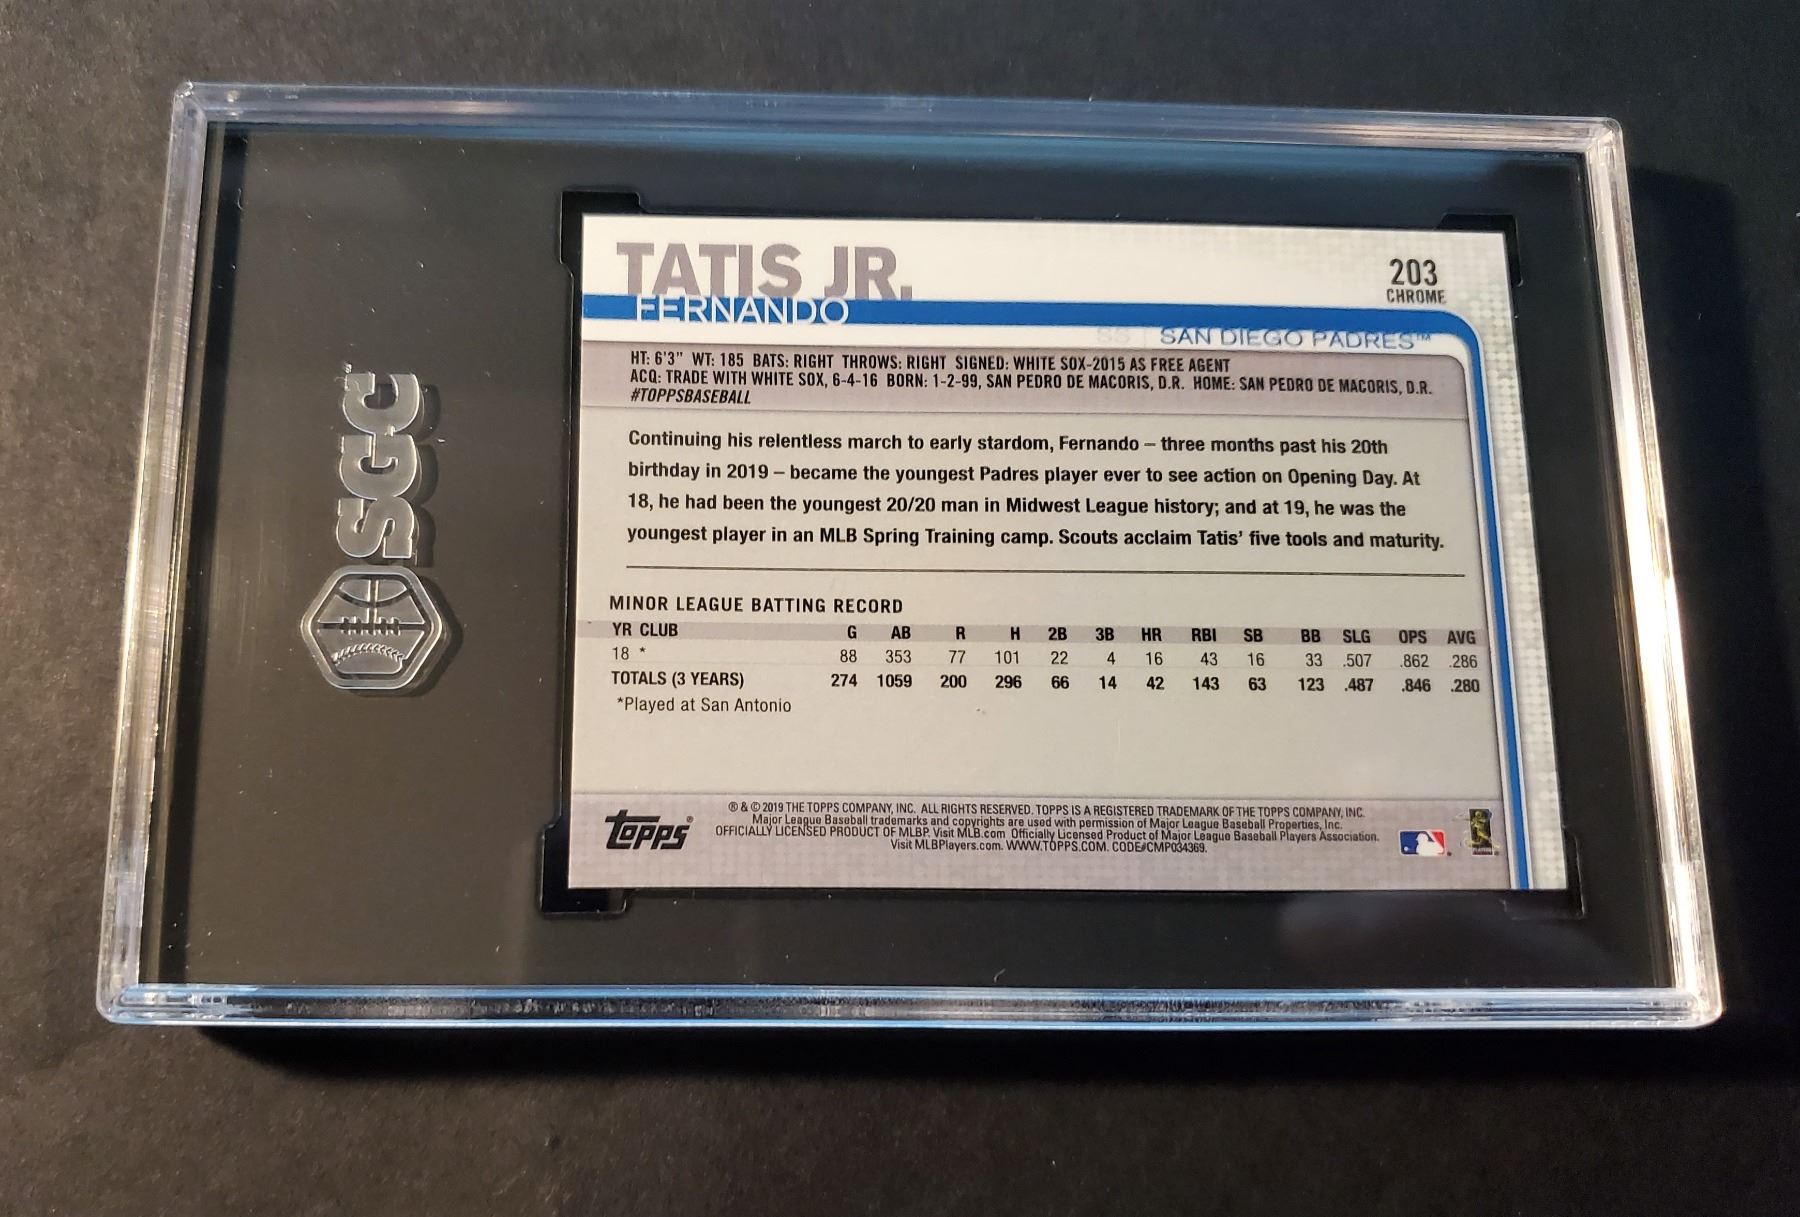 SGC
TATIS JR.
FERNANDO
203
CHROME
SS SAN DIEGO PADRES™
HT: 6'3" WT: 185 BATS: RIGHT THROWS: RIGHT SIGNED: WHITE SOX-2015 AS FREE AGENT
ACQ: TRADE WITH WHITE SOX, 6-4-16 BORN: 1-2-99, SAN PEDRO DE MACORIS, D.R. HOME: SAN PEDRO DE MACORIS, D.R.
#TOPPSBASEBALL
Continuing his relentless march to early stardom, Fernando – three months past his 20th
birthday in 2019 – became the youngest Padres player ever to see action on Opening Day. At
18, he had been the youngest 20/20 man in Midwest League history; and at 19, he was the
youngest player in an MLB Spring Training camp. Scouts acclaim Tatis' five tools and maturity.
MINOR LEAGUE BATTING RECORD
YR CLUB G AB R H 2B 3B HR RBI SB BB SLG OPS AVG
18 * 88 353 77 101 22 4 16 43 16 33 .507 .862 .286
TOTALS (3 YEARS) 274 1059 200 296 66 14 42 143 63 123 .487 .846 .280
*Played at San Antonio
topps®
® & © 2019 THE TOPPS COMPANY, INC. ALL RIGHTS RESERVED. TOPPS IS A REGISTERED TRADEMARK OF THE TOPPS COMPANY, INC.
Major League Baseball trademarks and copyrights are used with permission of Major League Baseball Properties, Inc.
OFFICIALLY LICENSED PRODUCT OF MLBP. Visit MLB.com Officially Licensed Product of Major League Baseball Players Association.
Visit MLBPlayers.com. WWW.TOPPS.COM. CODE#CMP034369.